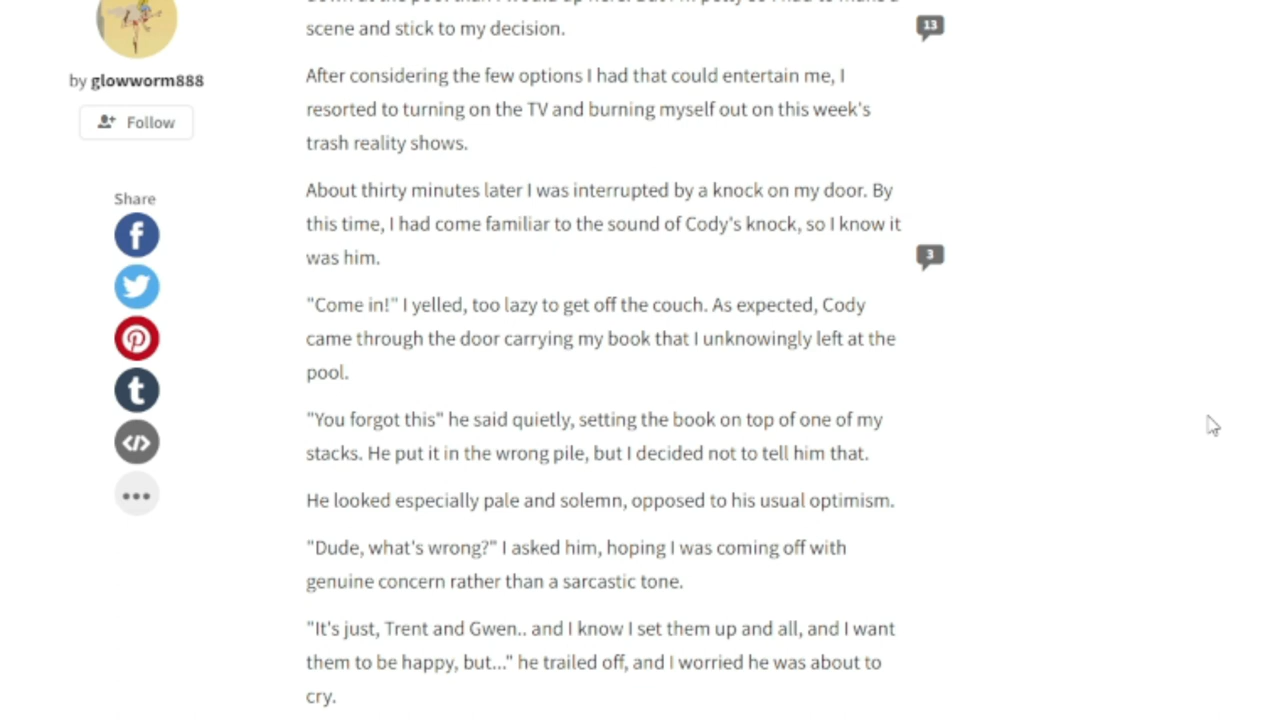 scene and stick to my decision.
13
by glowworm888
Follow
After considering the few options I had that could entertain me, I
resorted to turning on the TV and burning myself out on this week's
trash reality shows.
Share
About thirty minutes later I was interrupted by a knock on my door. By
this time, I had come familiar to the sound of Cody's knock, so I know it
was him.
3
"Come in!" I yelled, too lazy to get off the couch. As expected, Cody
came through the door carrying my book that I unknowingly left at the
pool.
"You forgot this" he said quietly, setting the book on top of one of my
stacks. He put it in the wrong pile, but I decided not to tell him that.
He looked especially pale and solemn, opposed to his usual optimism.
"Dude, what's wrong?" I asked him, hoping I was coming off with
genuine concern rather than a sarcastic tone.
"It's just, Trent and Gwen.. and I know I set them up and all, and I want
them to be happy, but..." he trailed off, and I worried he was about to
cry.